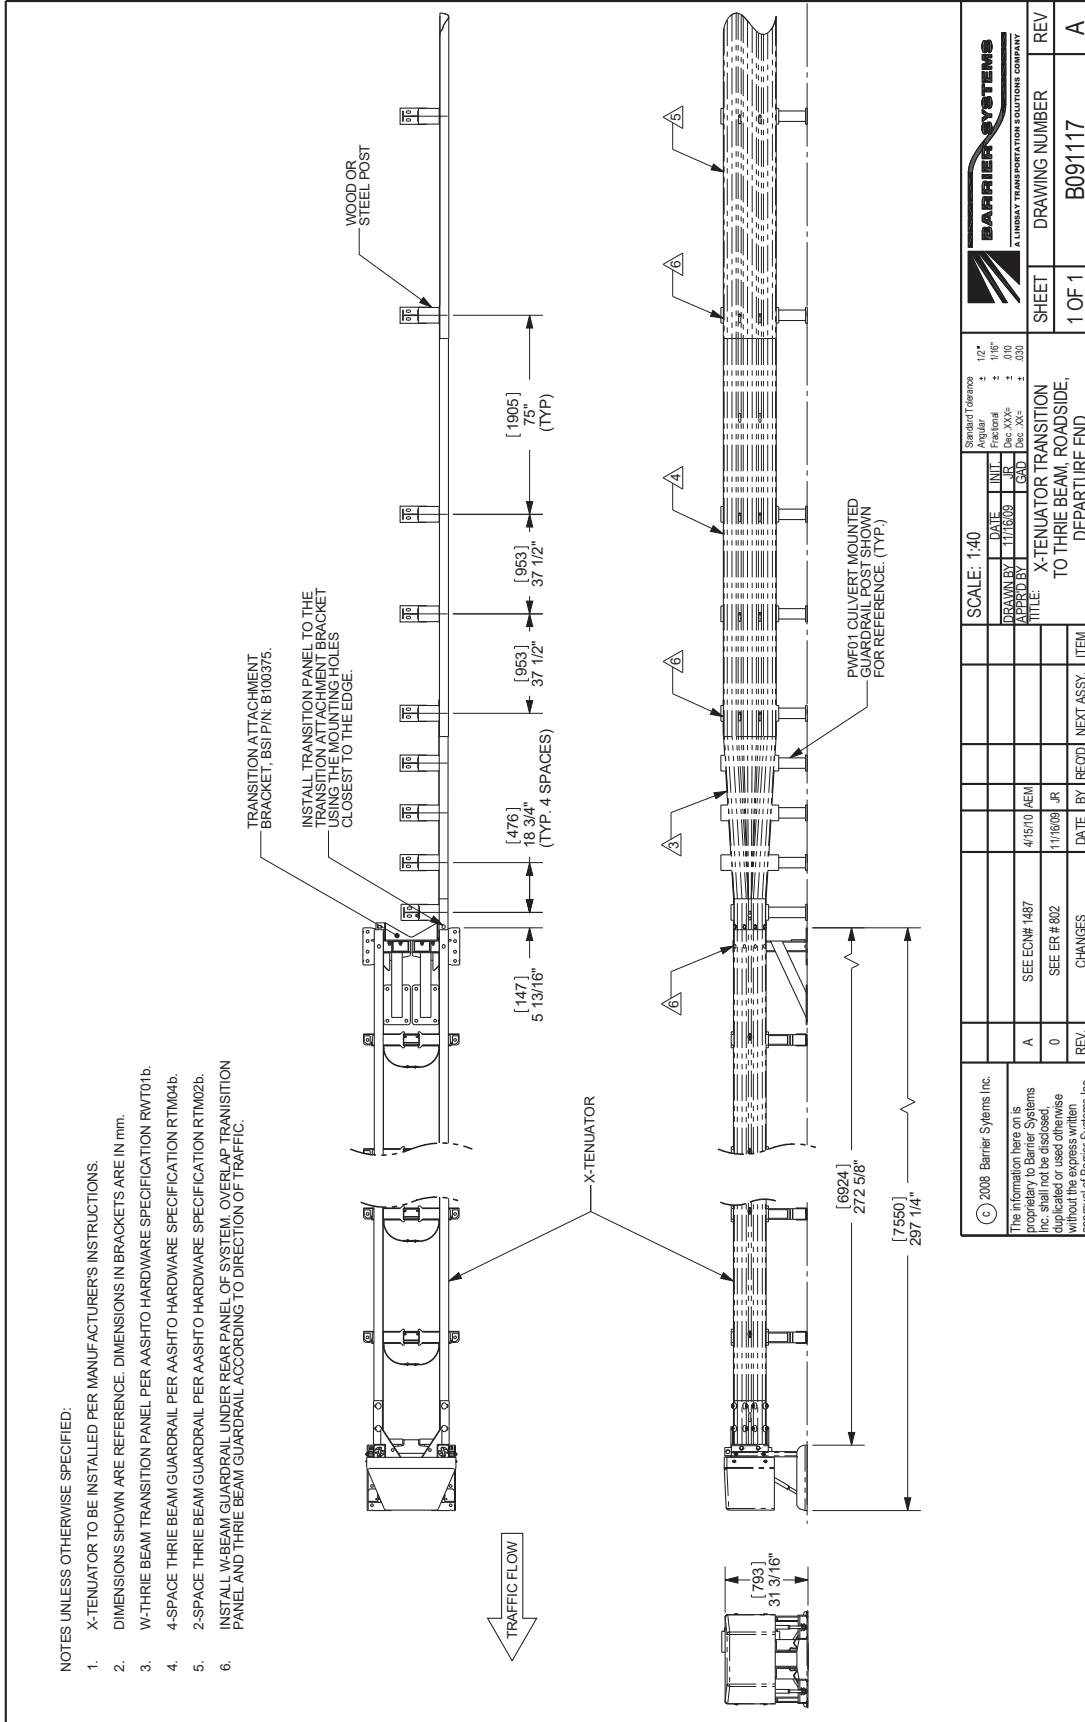 NOTES UNLESS OTHERWISE SPECIFIED:
1. X-TENUATOR TO BE INSTALLED PER MANUFACTURER'S INSTRUCTIONS.
2. DIMENSIONS SHOWN ARE REFERENCE. DIMENSIONS IN BRACKETS ARE IN mm.
3. W-THRIE BEAM TRANSITION PANEL PER AASHTO HARDWARE SPECIFICATION RWT01b.
4. 4-SPACE THRIE BEAM GUARDRAIL PER AASHTO HARDWARE SPECIFICATION RTM04b.
5. 2-SPACE THRIE BEAM GUARDRAIL PER AASHTO HARDWARE SPECIFICATION RTM02b.
6. INSTALL W-BEAM GUARDRAIL UNDER REAR PANEL OF SYSTEM. OVERLAP TRANISITION
PANEL AND THRIE BEAM GUARDRAIL ACCORDING TO DIRECTION OF TRAFFIC.
TRANSITION ATTACHMENT
BRACKET, BSI P/N: B100375.
INSTALL TRANSITION PANEL TO THE
TRANSITION ATTACHMENT BRACKET
USING THE MOUNTING HOLES
CLOSEST TO THE EDGE.
WOOD OR
STEEL POST
TRAFFIC FLOW
[147]
5 13/16"
[476]
18 3/4"
(TYP. 4 SPACES)
[953]
37 1/2"
[953]
37 1/2"
[1905]
75"
(TYP)
X-TENUATOR
6
3
6
4
6
5
PWF01 CULVERT MOUNTED
GUARDRAIL POST SHOWN
FOR REFERENCE. (TYP.)
[793]
31 3/16"
[6924]
272 5/8"
[7550]
297 1/4"
© 2008 Barrier Sytems Inc.
The information here on is
proprietary to Barrier Systems
Inc. shall not be disclosed,
duplicated or used otherwise
without the express written
approval of Barrier Systems Inc.
A SEE ECN# 1487 4/15/10 AEM
0 SEE ER # 802 11/16/09 JR
REV. CHANGES DATE BY REQ'D NEXT ASSY. ITEM
SCALE: 1:40
DATE INIT.
DRAWN BY 11/16/09 JR
APPR'D BY GAD
Standard Tolerance
Angular ± 1/2°
Fractional ± 1/16"
Dec .XXX= ± .010
Dec .XX= ± .030
TITLE:
X-TENUATOR TRANSITION
TO THRIE BEAM, ROADSIDE,
DEPARTURE END
BARRIER SYSTEMS
A LINDSAY TRANSPORTATION SOLUTIONS COMPANY
SHEET DRAWING NUMBER REV
1 OF 1 B091117 A